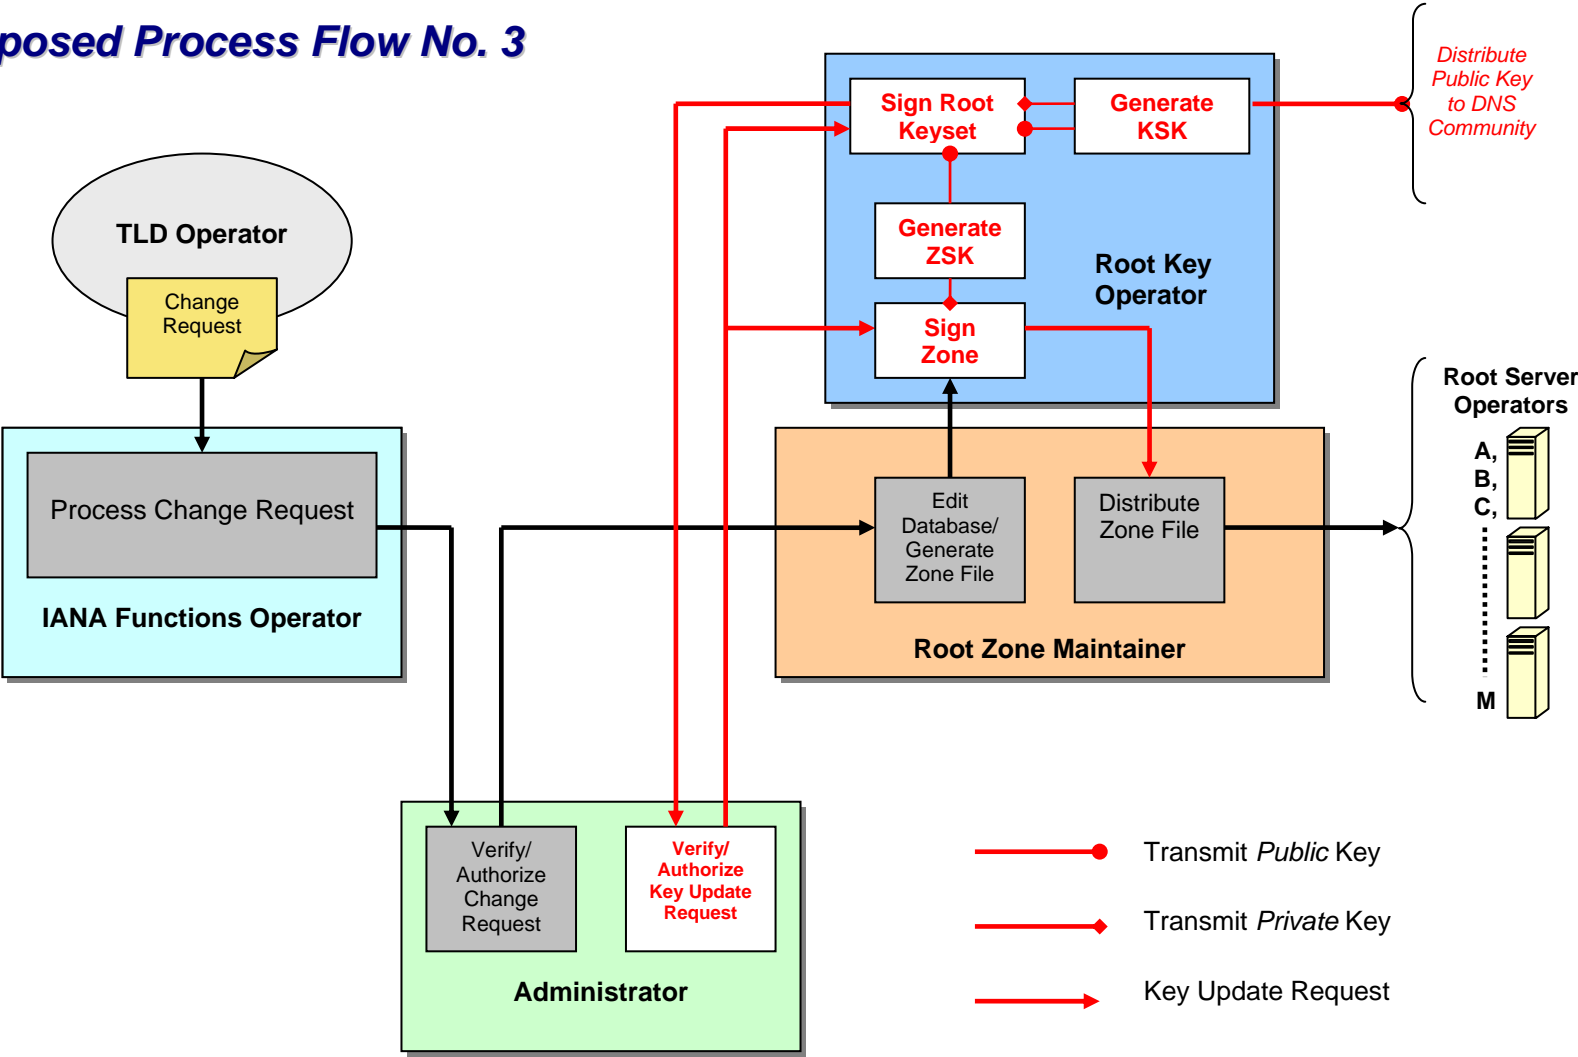 posed Process Flow No. 3
Distribute
Public Key
to DNS
Community
Sign Root
Keyset
Generate
KSK
Generate
ZSK
Root Key
Operator
Sign
Zone
TLD Operator
Change
Request
Process Change Request
IANA Functions Operator
Edit
Database/
Generate
Zone File
Distribute
Zone File
Root Zone Maintainer
Root Server
Operators
A,
B,
C,
M
Verify/
Authorize
Change
Request
Verify/
Authorize
Key Update
Request
Administrator
Transmit Public Key
Transmit Private Key
Key Update Request